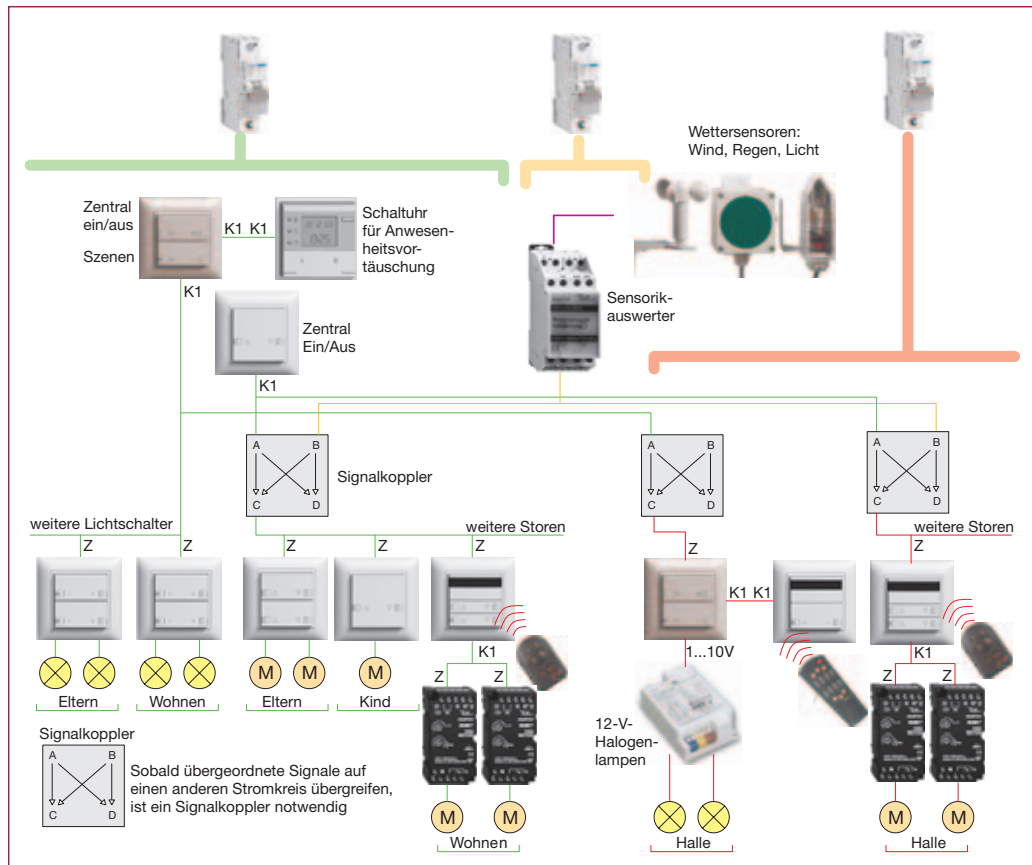 Wettersensoren:
Wind, Regen, Licht
Zentral
ein/aus
Szenen
K1 K1
Schaltuhr
für Anwesen-
heitsvor-
täuschung
K1
Sensorik-
auswerter
Zentral
Ein/Aus
K1
A B
C D
Signalkoppler
A B
C D
A B
C D
weitere Lichtschalter
weitere Storen
Z Z Z Z Z Z Z
K1 K1
K1
Z Z
1...10V
K1
Z Z
M M M
Eltern
Wohnen
Eltern
Kind
12-V-
Halogen-
lampen
Signalkoppler
A B
C D
Sobald übergeordnete Signale auf
einen anderen Stromkreis übergreifen,
ist ein Signalkoppler notwendig
M M
Wohnen
Halle
M M
Halle